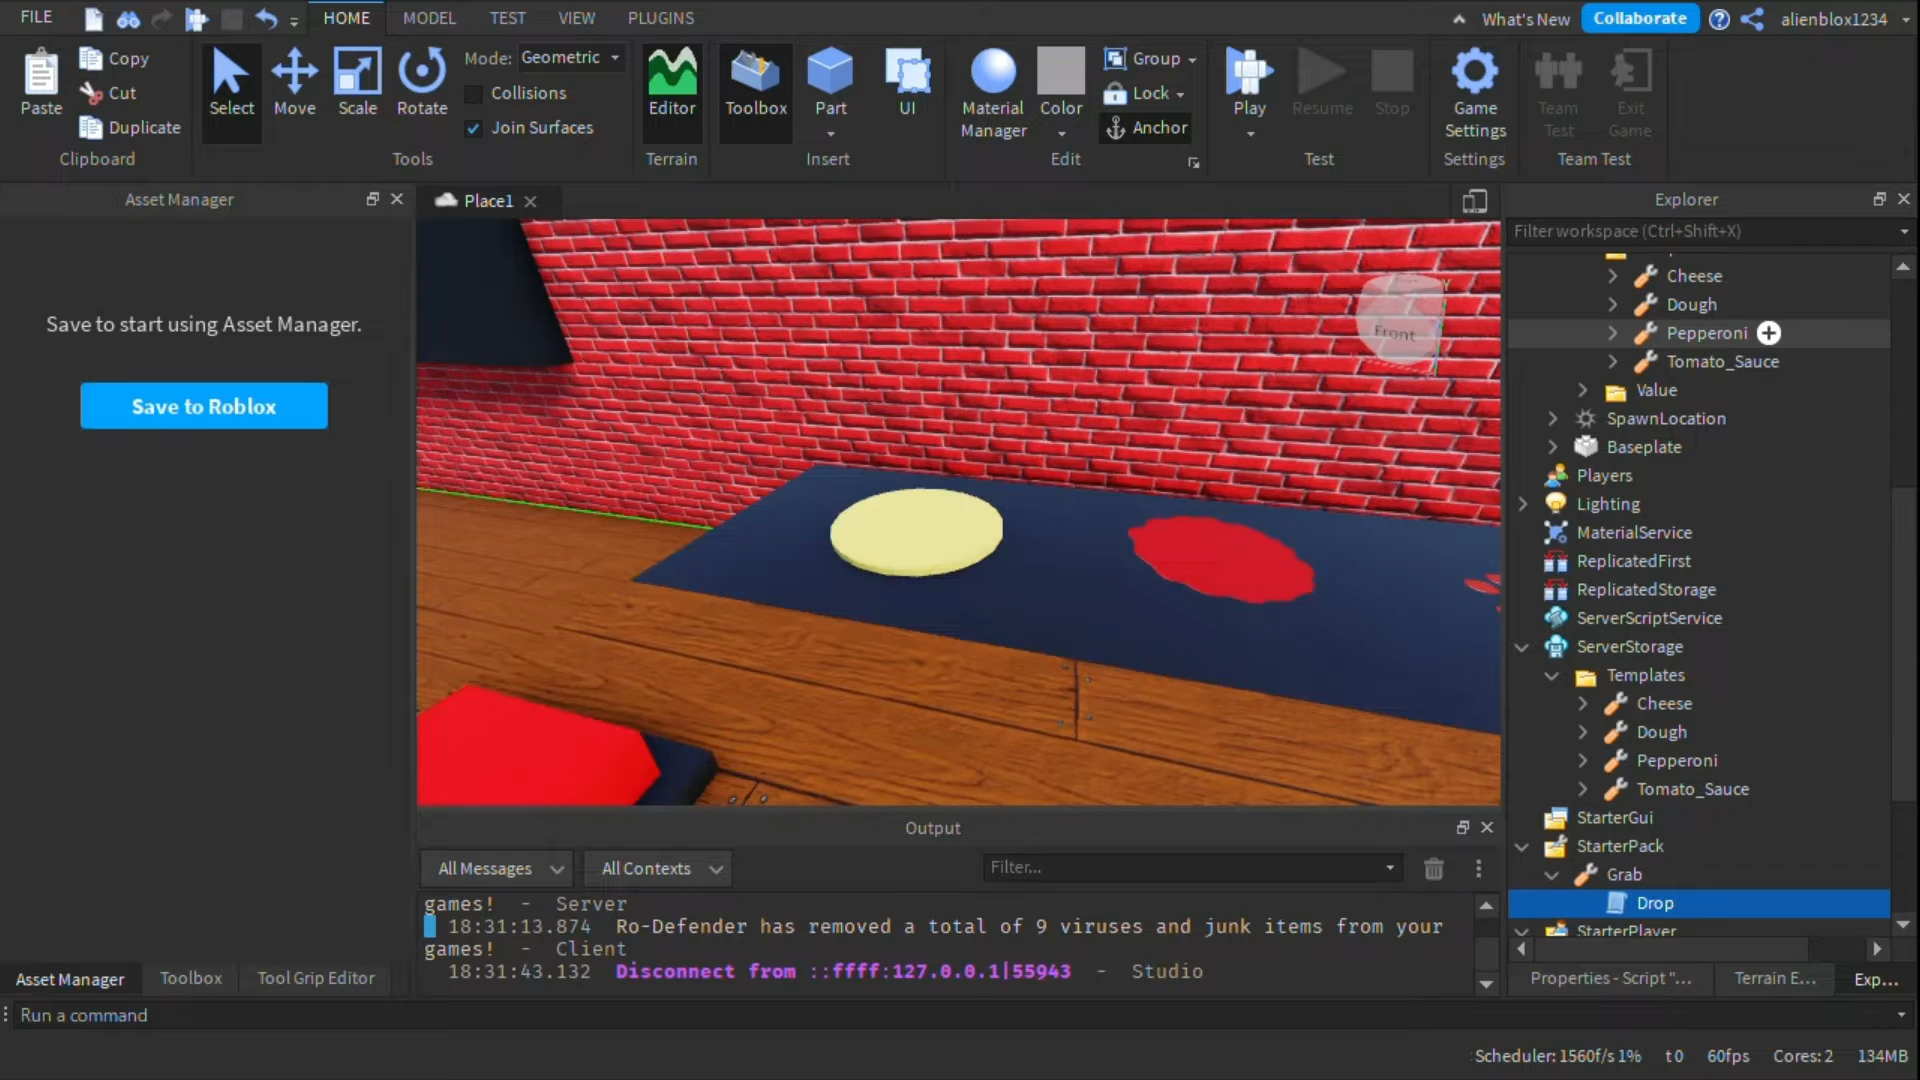 FILE
HOME
MODEL
TEST
VIEW
PLUGINS
What's New
Collaborate
alienblox1234
Paste
Copy
Cut
Duplicate
Clipboard
Select
Move
Scale
Rotate
Mode: Geometric
Collisions
Join Surfaces
Tools
Editor
Terrain
Toolbox
Part
UI
Insert
Material
Manager
Color
Group
Lock
Anchor
Edit
Play
Resume
Stop
Test
Game
Settings
Settings
Team
Test
Exit
Game
Team Test
Asset Manager
Save to start using Asset Manager.
Save to Roblox
Place1
Front
Explorer
Filter workspace (Ctrl+Shift+X)
Cheese
Dough
Pepperoni
Tomato_Sauce
Value
SpawnLocation
Baseplate
Players
Lighting
MaterialService
ReplicatedFirst
ReplicatedStorage
ServerScriptService
ServerStorage
Templates
Cheese
Dough
Pepperoni
Tomato_Sauce
StarterGui
StarterPack
Grab
Drop
StarterPlayer
Output
All Messages
All Contexts
Filter...
games! - Server
18:31:13.874 Ro-Defender has removed a total of 9 viruses and junk items from your
games! - Client
18:31:43.132 Disconnect from ::ffff:127.0.0.1|55943 - Studio
Asset Manager
Toolbox
Tool Grip Editor
Properties - Script "...
Terrain E...
Exp...
Run a command
Scheduler: 1560f/s 1% t0 60fps Cores: 2 134MB